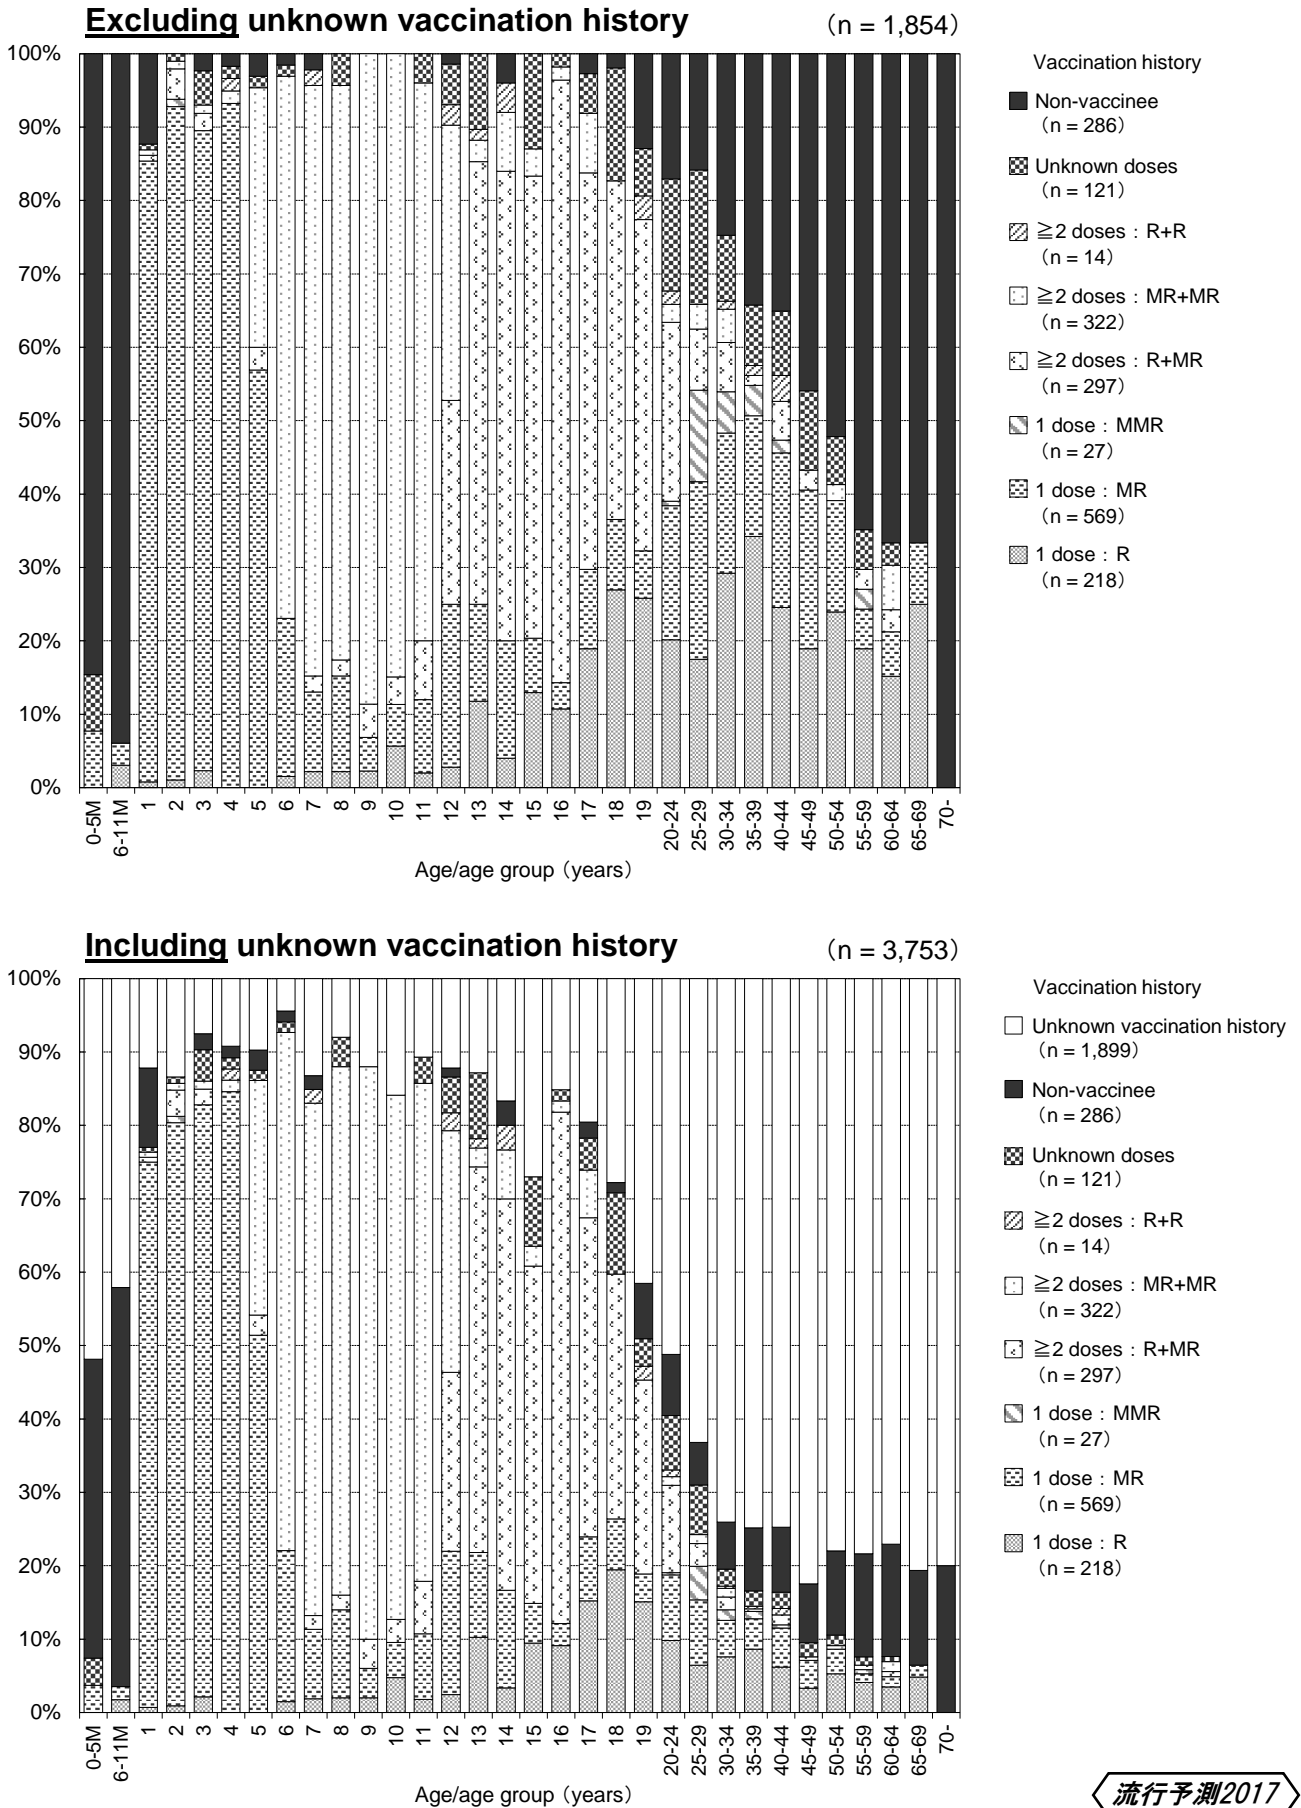 Excluding unknown vaccination history
（n = 1,854）
100%
90%
80%
70%
60%
50%
40%
30%
20%
10%
0%
0-5M
6-11M
1
2
3
4
5
6
7
8
9
10
11
12
13
14
15
16
17
18
19
20-24
25-29
30-34
35-39
40-44
45-49
50-54
55-59
60-64
65-69
70-
Age/age group（years）
Vaccination history
Non-vaccinee
（n = 286）
Unknown doses
（n = 121）
≧2 doses：R+R
（n = 14）
≧2 doses：MR+MR
（n = 322）
≧2 doses：R+MR
（n = 297）
1 dose：MMR
（n = 27）
1 dose：MR
（n = 569）
1 dose：R
（n = 218）
Including unknown vaccination history
（n = 3,753）
100%
90%
80%
70%
60%
50%
40%
30%
20%
10%
0%
0-5M
6-11M
1
2
3
4
5
6
7
8
9
10
11
12
13
14
15
16
17
18
19
20-24
25-29
30-34
35-39
40-44
45-49
50-54
55-59
60-64
65-69
70-
Age/age group（years）
Vaccination history
Unknown vaccination history
（n = 1,899）
Non-vaccinee
（n = 286）
Unknown doses
（n = 121）
≧2 doses：R+R
（n = 14）
≧2 doses：MR+MR
（n = 322）
≧2 doses：R+MR
（n = 297）
1 dose：MMR
（n = 27）
1 dose：MR
（n = 569）
1 dose：R
（n = 218）
流行予測2017